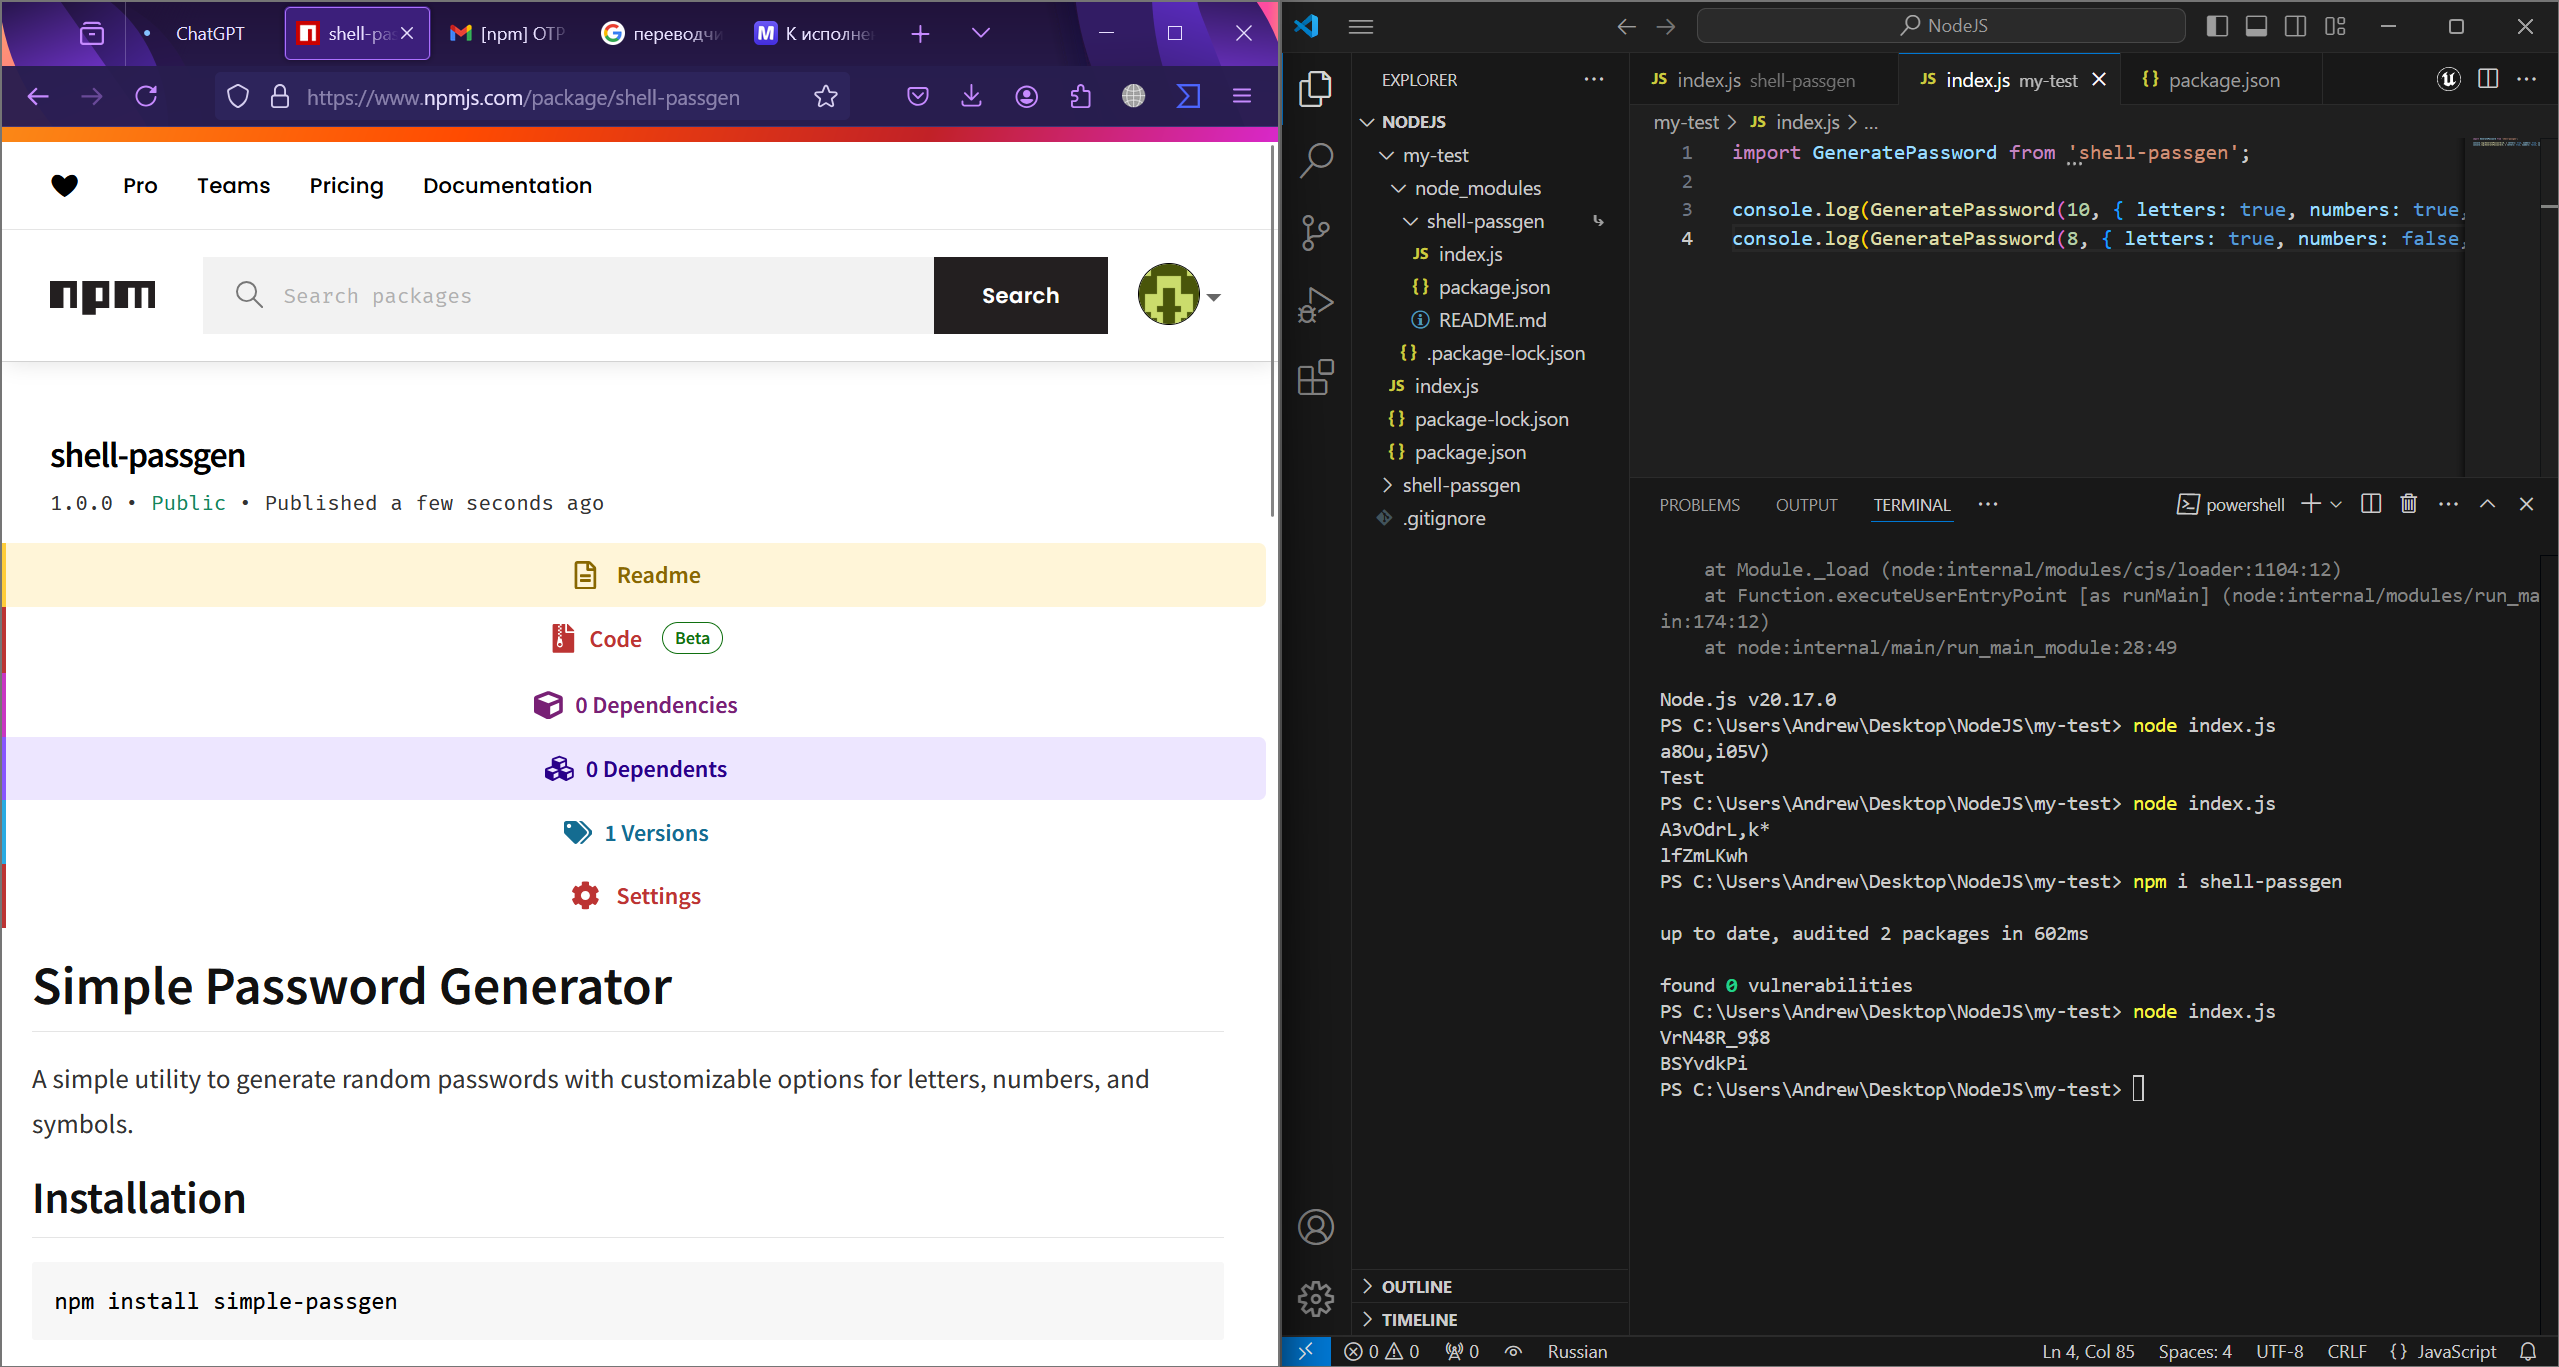 ChatGPT
shell-pas
[npm] OTP
переводчи
К исполне
https://www.npmjs.com/package/shell-passgen
Pro Teams Pricing Documentation
npm
Search packages
Search
shell-passgen
1.0.0 • Public • Published a few seconds ago
Readme
Code Beta
0 Dependencies
0 Dependents
1 Versions
Settings
Simple Password Generator
A simple utility to generate random passwords with customizable options for letters, numbers, and
symbols.
Installation
npm install simple-passgen
NodeJS
EXPLORER
NODEJS
my-test
node_modules
shell-passgen
JS index.js
{} package.json
README.md
{} .package-lock.json
JS index.js
{} package-lock.json
{} package.json
shell-passgen
.gitignore
OUTLINE
TIMELINE
JS index.js shell-passgen
JS index.js my-test
{} package.json
my-test > JS index.js > ...
1 import GeneratePassword from 'shell-passgen';
2
3 console.log(GeneratePassword(10, { letters: true, numbers: true,
4 console.log(GeneratePassword(8, { letters: true, numbers: false,
PROBLEMS OUTPUT TERMINAL
powershell
at Module._load (node:internal/modules/cjs/loader:1104:12)
at Function.executeUserEntryPoint [as runMain] (node:internal/modules/run_ma
in:174:12)
at node:internal/main/run_main_module:28:49
Node.js v20.17.0
PS C:\Users\Andrew\Desktop\NodeJS\my-test> node index.js
a8Ou,i05V)
Test
PS C:\Users\Andrew\Desktop\NodeJS\my-test> node index.js
A3vOdrL,k*
lfZmLKwh
PS C:\Users\Andrew\Desktop\NodeJS\my-test> npm i shell-passgen
up to date, audited 2 packages in 602ms
found 0 vulnerabilities
PS C:\Users\Andrew\Desktop\NodeJS\my-test> node index.js
VrN48R_9$8
BSYvdkPi
PS C:\Users\Andrew\Desktop\NodeJS\my-test>
0 0 0 Russian
Ln 4, Col 85 Spaces: 4 UTF-8 CRLF {} JavaScript